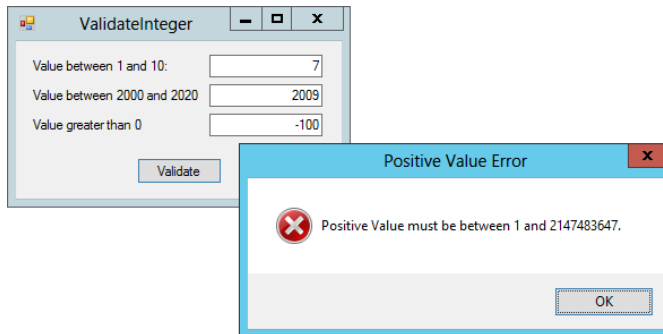 ValidateInteger
Value between 1 and 10:
7
Value between 2000 and 2020
2009
Value greater than 0
-100
Validate
Positive Value Error
Positive Value must be between 1 and 2147483647.
OK